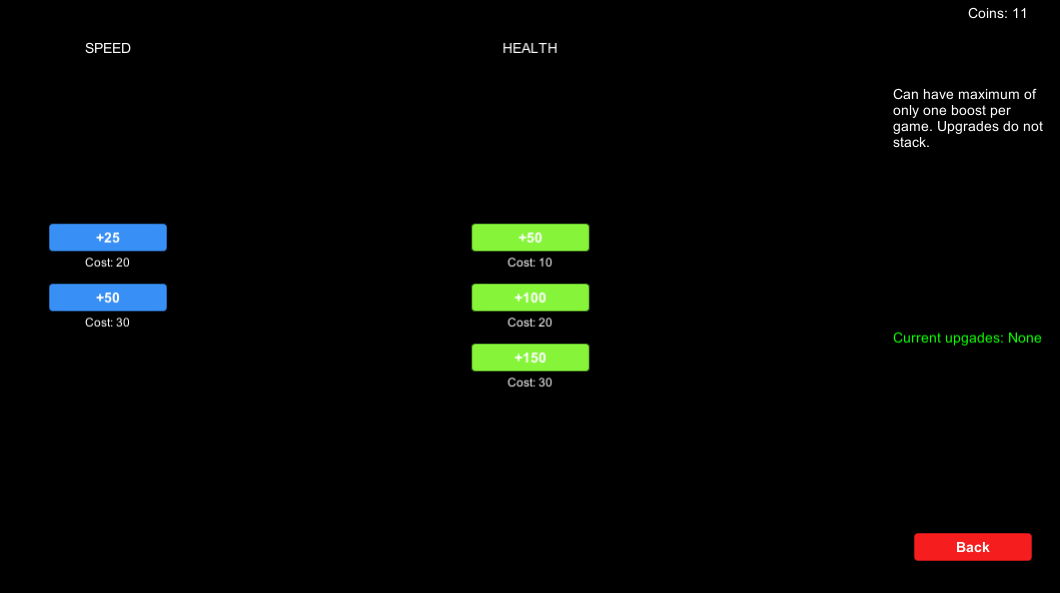 Coins: 11
SPEED
HEALTH
Can have maximum of
only one boost per
game. Upgrades do not
stack.
+25
Cost: 20
+50
Cost: 30
+50
Cost: 10
+100
Cost: 20
+150
Cost: 30
Current upgades: None
Back